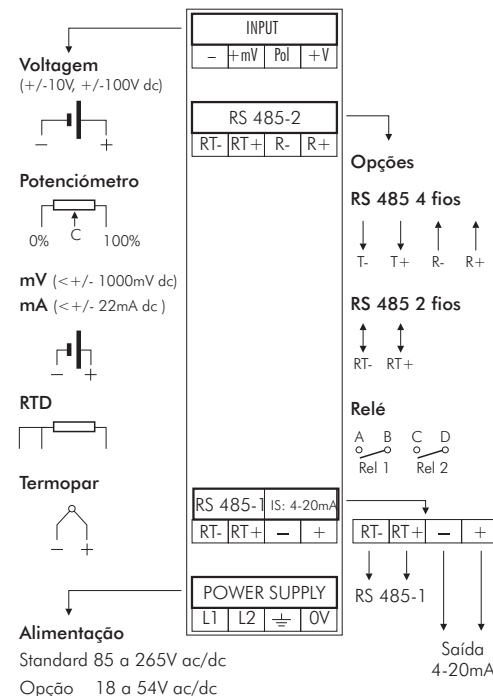 INPUT
– +mV Pol +V
Voltagem
(+/-10V, +/-100V dc)
– +
RS 485-2
RT- RT+ R- R+
Opções
Potenciómetro
0% C 100%
RS 485 4 fios
T- T+ R- R+
mV (<+/- 1000mV dc)
mA (<+/- 22mA dc )
– +
RS 485 2 fios
RT- RT+
RTD
Relé
A B C D
Rel 1 Rel 2
Termopar
– +
RS 485-1 IS: 4-20mA
RT- RT+ – +
RT- RT+ – +
RS 485-1
POWER SUPPLY
L1 L2 ⏚ 0V
Saída
4-20mA
Alimentação
Standard 85 a 265V ac/dc
Opção 18 a 54V ac/dc